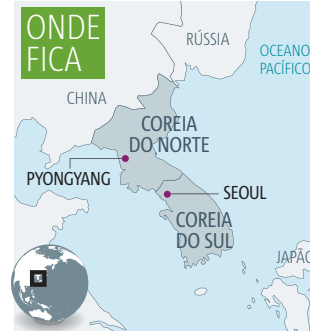 ONDE
FICA
RÚSSIA
OCEANO
PACÍFICO
CHINA
COREIA
DO NORTE
PYONGYANG
SEOUL
COREIA
DO SUL
JAPÃO